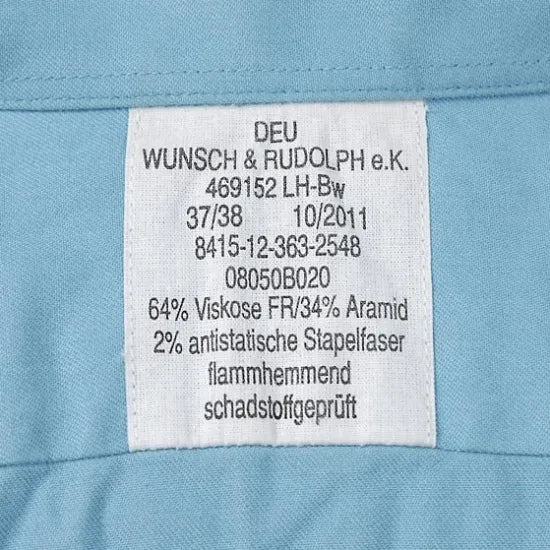 DEU
WUNSCH & RUDOLPH e.K.
469152 LH-Bw
37/38 10/2011
8415-12-363-2548
08050B020
64% Viskose FR/34% Aramid
2% antistatische Stapelfaser
flammhemmend
schadstoffgeprüft